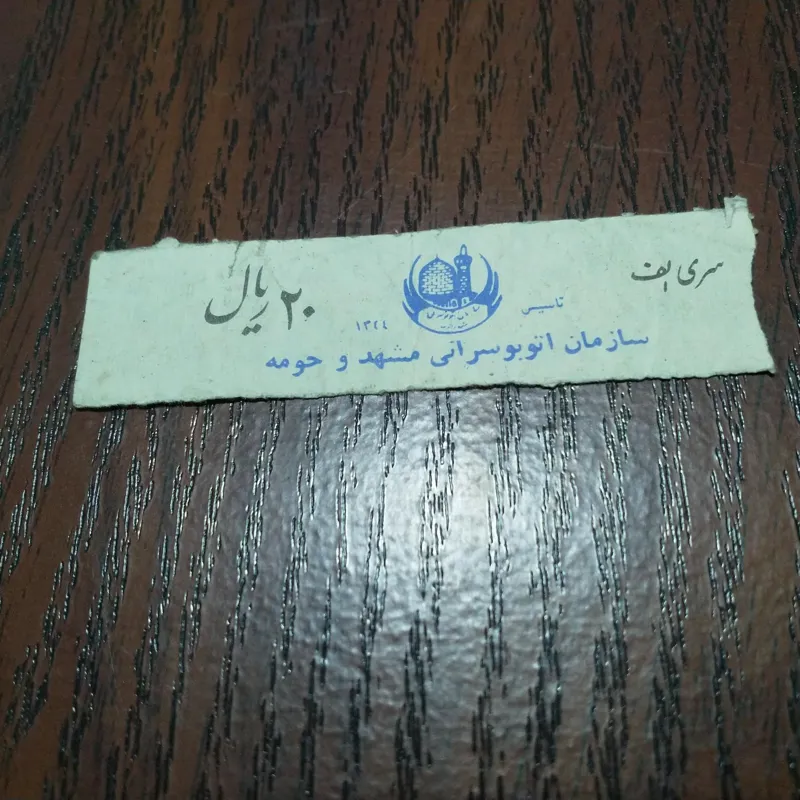 سری الف
تاسیس ۱۳۴۴
۲۰ ریال
سازمان اتوبوسرانی مشهد و حومه